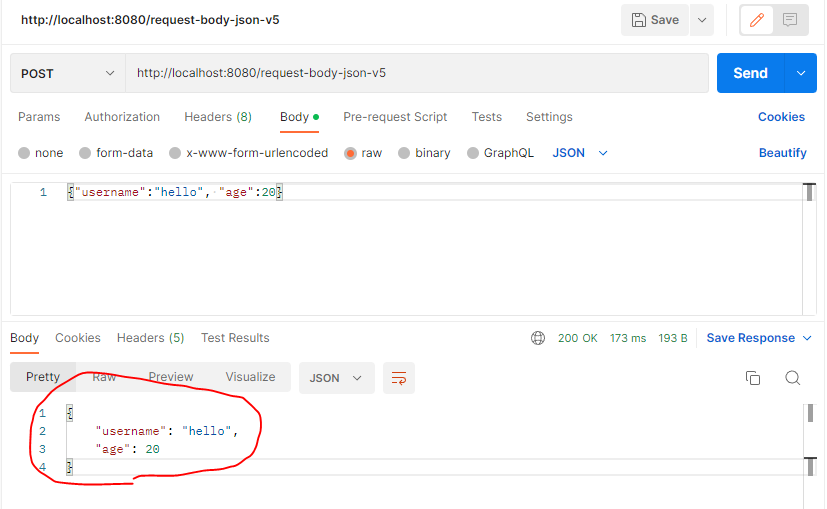 http://localhost:8080/request-body-json-v5 Save
POST http://localhost:8080/request-body-json-v5 Send
Params Authorization Headers (8) Body Pre-request Script Tests Settings Cookies
none form-data x-www-form-urlencoded raw binary GraphQL JSON Beautify
1 {"username":"hello", "age":20}
Body Cookies Headers (5) Test Results 200 OK 173 ms 193 B Save Response
Pretty Raw Preview Visualize JSON
1 {
2 "username": "hello",
3 "age": 20
4 }